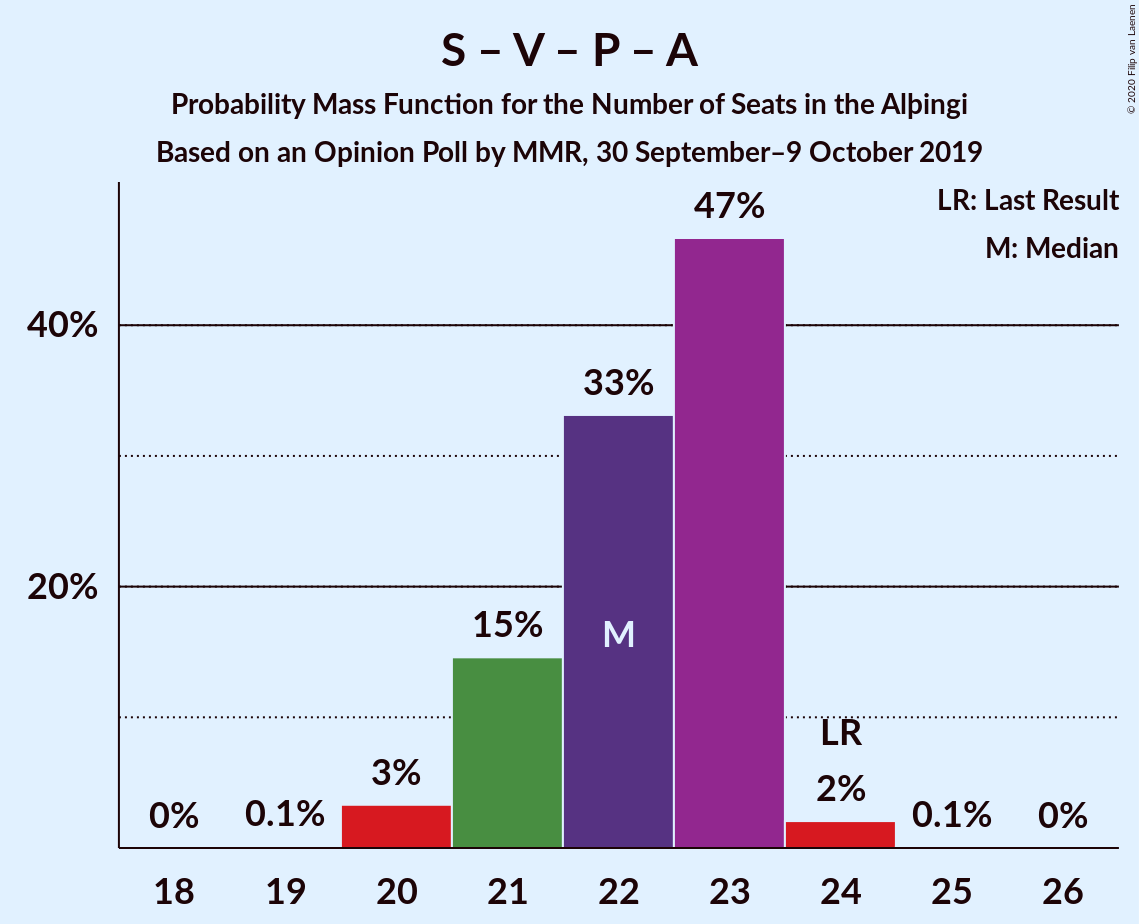 S – V – P – A
Probability Mass Function for the Number of Seats in the Alþingi
Based on an Opinion Poll by MMR, 30 September–9 October 2019
© 2020 Filip van Laenen
LR: Last Result
M: Median
47%
40%
33%
20%
15%
M
LR
3%
2%
0%
0.1%
0.1%
0%
18 19 20 21 22 23 24 25 26